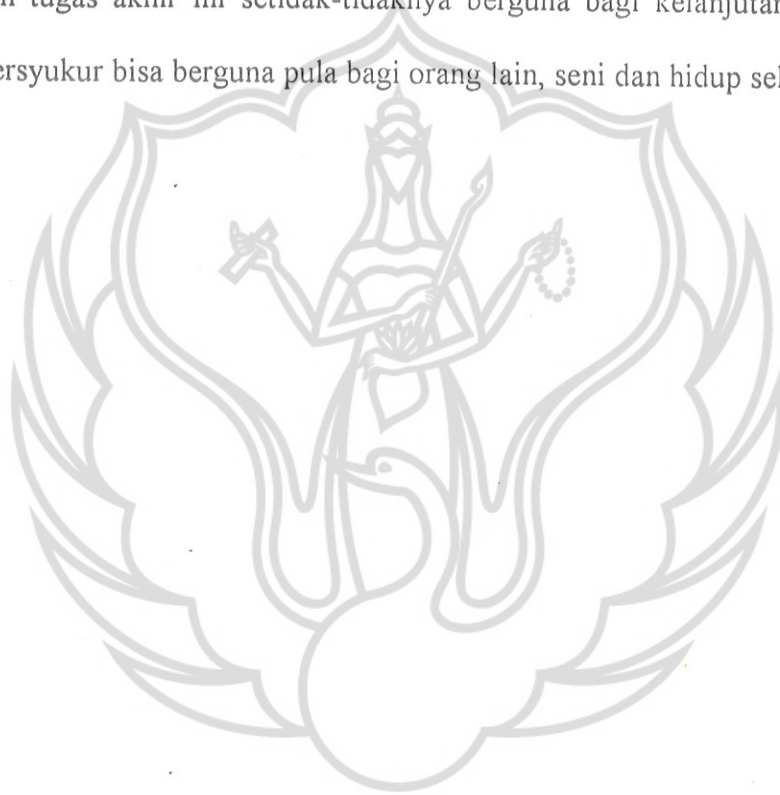 tugas akhir ini setidak-tidaknya berguna bagi kelanjutan
ersyukur bisa berguna pula bagi orang lain, seni dan hidup sel